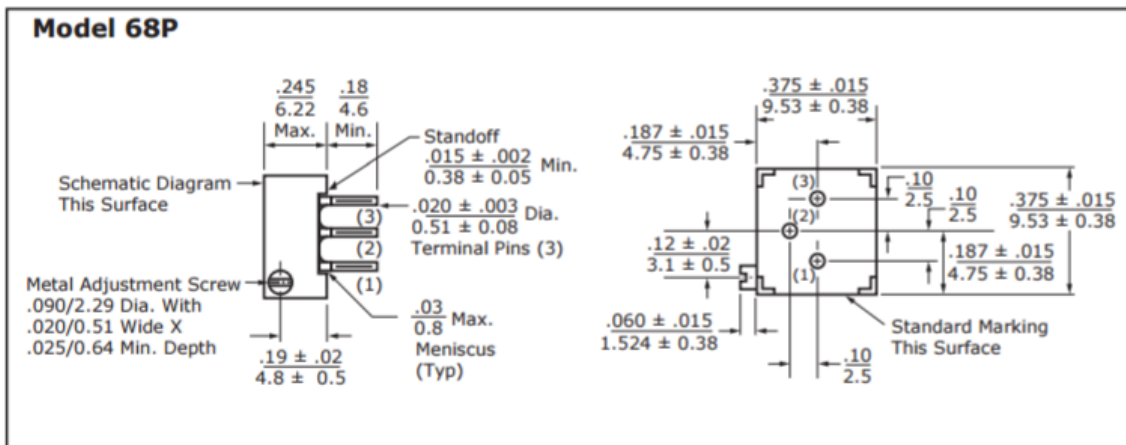 Model 68P
.245
6.22
Max.
.18
4.6
Min.
Standoff
.015 ± .002
0.38 ± 0.05
Min.
Schematic Diagram
This Surface
.020 ± .003
0.51 ± 0.08
Dia.
Terminal Pins (3)
(3)
(2)
(1)
Metal Adjustment Screw
.090/2.29 Dia. With
.020/0.51 Wide X
.025/0.64 Min. Depth
.03
0.8
Max.
Meniscus
(Typ)
.19 ± .02
4.8 ± 0.5
.375 ± .015
9.53 ± 0.38
.187 ± .015
4.75 ± 0.38
(3)
(2)
(1)
.10
2.5
.10
2.5
.375 ± .015
9.53 ± 0.38
.12 ± .02
3.1 ± 0.5
.187 ± .015
4.75 ± 0.38
.060 ± .015
1.524 ± 0.38
Standard Marking
This Surface
.10
2.5